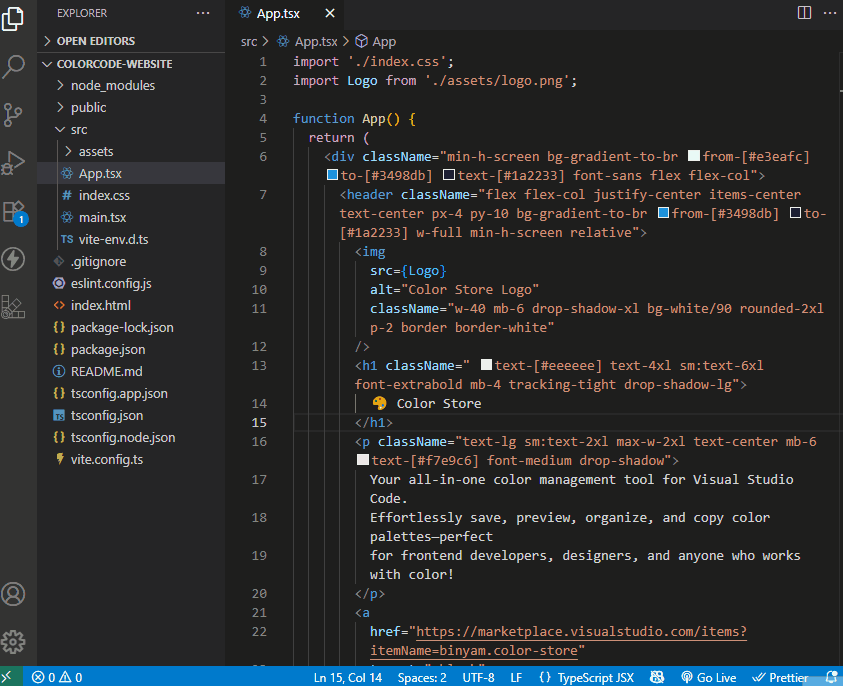 EXPLORER
OPEN EDITORS
COLORCODE-WEBSITE
node_modules
public
src
assets
App.tsx
index.css
main.tsx
TS vite-env.d.ts
.gitignore
eslint.config.js
index.html
package-lock.json
package.json
README.md
tsconfig.app.json
tsconfig.json
tsconfig.node.json
vite.config.ts
1
App.tsx
src > App.tsx > App
1 import './index.css';
2 import Logo from './assets/logo.png';
3
4 function App() {
5 return (
6 <div className="min-h-screen bg-gradient-to-br from-[#e3eafc]
to-[#3498db] text-[#1a2233] font-sans flex flex-col">
7 <header className="flex flex-col justify-center items-center
text-center px-4 py-10 bg-gradient-to-br from-[#3498db] to-
[#1a2233] w-full min-h-screen relative">
8 <img
9 src={Logo}
10 alt="Color Store Logo"
11 className="w-40 mb-6 drop-shadow-xl bg-white/90 rounded-2xl
p-2 border border-white"
12 />
13 <h1 className=" text-[#eeeeee] text-4xl sm:text-6xl
font-extrabold mb-4 tracking-tight drop-shadow-lg">
14 🎨 Color Store
15 </h1>
16 <p className="text-lg sm:text-2xl max-w-2xl text-center mb-6
text-[#f7e9c6] font-medium drop-shadow">
17 Your all-in-one color management tool for Visual Studio
Code.
18 Effortlessly save, preview, organize, and copy color
palettes—perfect
19 for frontend developers, designers, and anyone who works
with color!
20 </p>
21 <a
22 href="https://marketplace.visualstudio.com/items?
itemName=binyam.color-store"
0 0 Ln 15, Col 14 Spaces: 2 UTF-8 LF {} TypeScript JSX Go Live Prettier